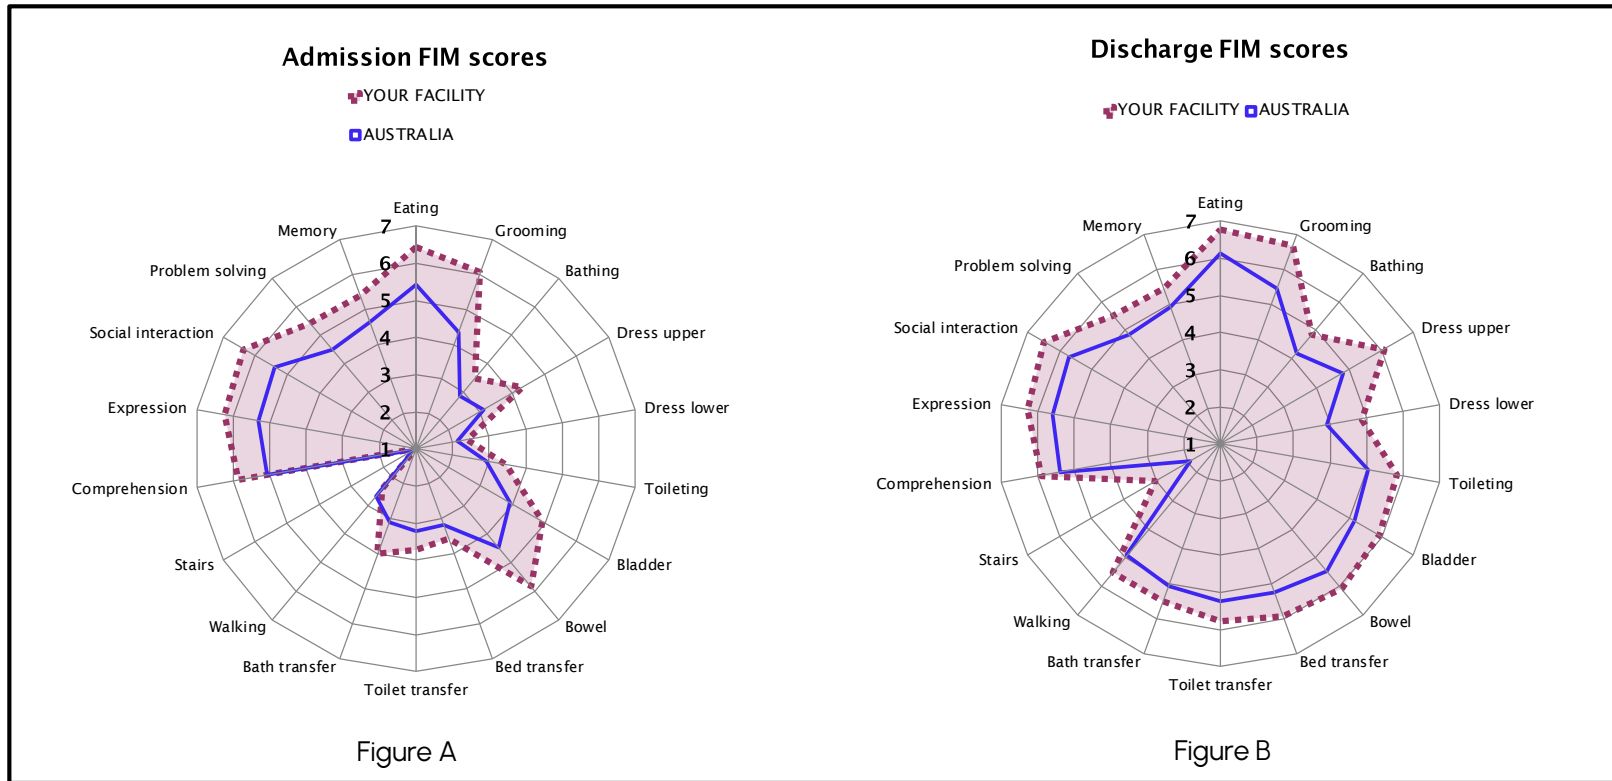 Admission FIM scores
YOUR FACILITY
AUSTRALIA
Eating
Grooming
Bathing
Dress upper
Dress lower
Toileting
Bladder
Bowel
Bed transfer
Toilet transfer
Bath transfer
Walking
Stairs
Comprehension
Expression
Social interaction
Problem solving
Memory
7
6
5
4
3
2
1
Figure A
Discharge FIM scores
YOUR FACILITY AUSTRALIA
Eating
Grooming
Bathing
Dress upper
Dress lower
Toileting
Bladder
Bowel
Bed transfer
Toilet transfer
Bath transfer
Walking
Stairs
Comprehension
Expression
Social interaction
Problem solving
Memory
7
6
5
4
3
2
1
Figure B